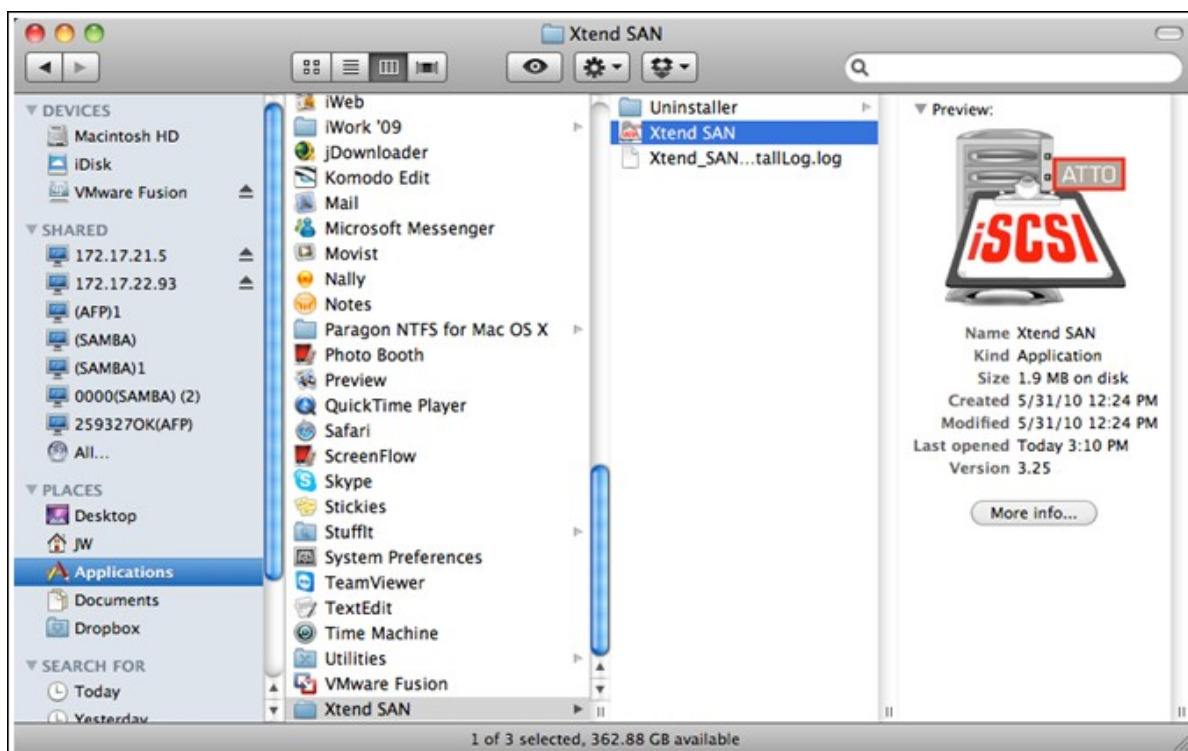 Xtend SAN
DEVICES
Macintosh HD
iDisk
VMware Fusion
SHARED
172.17.21.5
172.17.22.93
(AFP)1
(SAMBA)
(SAMBA)1
0000(SAMBA) (2)
259327OK(AFP)
All...
PLACES
Desktop
JW
Applications
Documents
Dropbox
SEARCH FOR
Today
Yesterday
iWeb
iWork '09
jDownloader
Komodo Edit
Mail
Microsoft Messenger
Movist
Nally
Notes
Paragon NTFS for Mac OS X
Photo Booth
Preview
QuickTime Player
Safari
ScreenFlow
Skype
Stickies
StuffIt
System Preferences
TeamViewer
TextEdit
Time Machine
Utilities
VMware Fusion
Xtend SAN
Uninstaller
Xtend SAN
Xtend_SAN...tallLog.log
Preview:
ATTO
iSCSI
Name Xtend SAN
Kind Application
Size 1.9 MB on disk
Created 5/31/10 12:24 PM
Modified 5/31/10 12:24 PM
Last opened Today 3:10 PM
Version 3.25
More info...
1 of 3 selected, 362.88 GB available